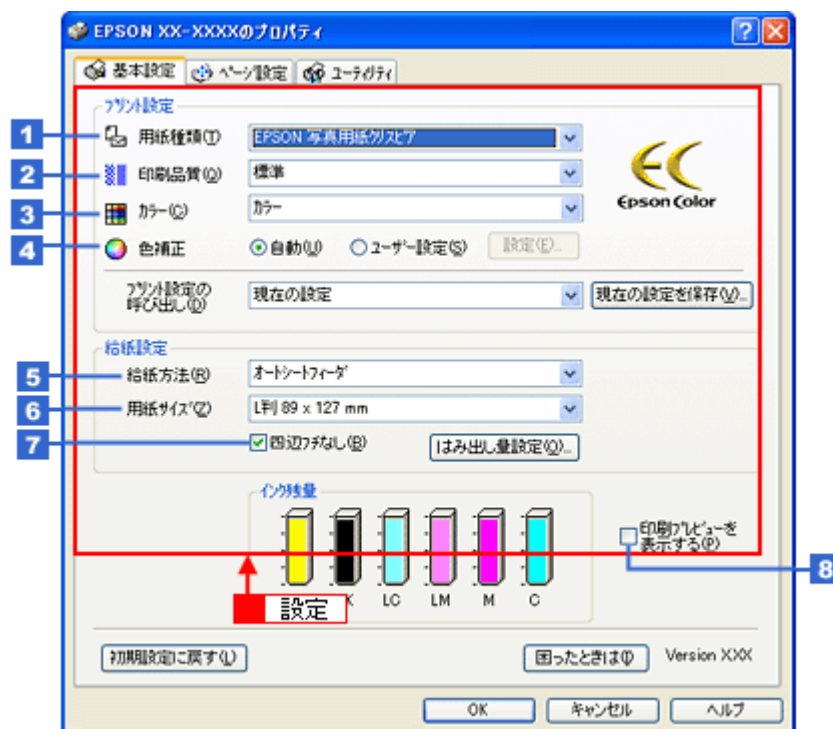 EPSON XX-XXXXのプロパティ
基本設定 ページ設定 ユーティリティ
プリント設定
1 用紙種類(T) EPSON 写真用紙クリスピア
2 印刷品質(Q) 標準
3 カラー(C) カラー
Epson Color
4 色補正 自動(U) ユーザー設定(S) 設定(E)...
プリント設定の
呼び出し(D) 現在の設定 現在の設定を保存(V)...
給紙設定
5 給紙方法(R) オートシートフィーダ
6 用紙サイズ(Z) L判 89 x 127 mm
7 四辺フチなし(B) はみ出し量設定(O)...
インク残量
印刷プレビューを
表示する(P)
8
K LC LM M C
設定
初期設定に戻す(L) 困ったときは(I) Version XXX
OK キャンセル ヘルプ